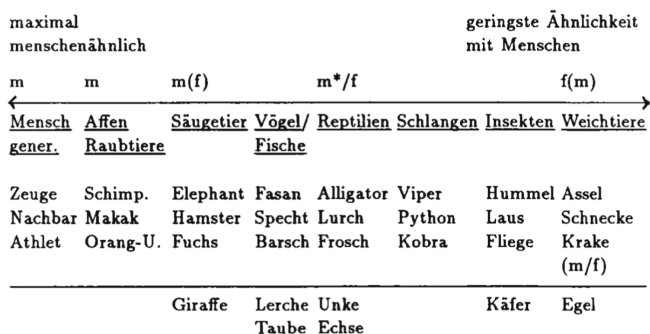 maximal geringste Ähnlichkeit
menschenähnlich mit Menschen
m m m(f) m*/f f(m)
Mensch Affen Säugetier Vögel/ Reptilien Schlangen Insekten Weichtiere
gener. Raubtiere Fische
Zeuge Schimp. Elephant Fasan Alligator Viper Hummel Assel
Nachbar Makak Hamster Specht Lurch Python Laus Schnecke
Athlet Orang-U. Fuchs Barsch Frosch Kobra Fliege Krake
(m/f)
Giraffe Lerche Unke Käfer Egel
Taube Echse